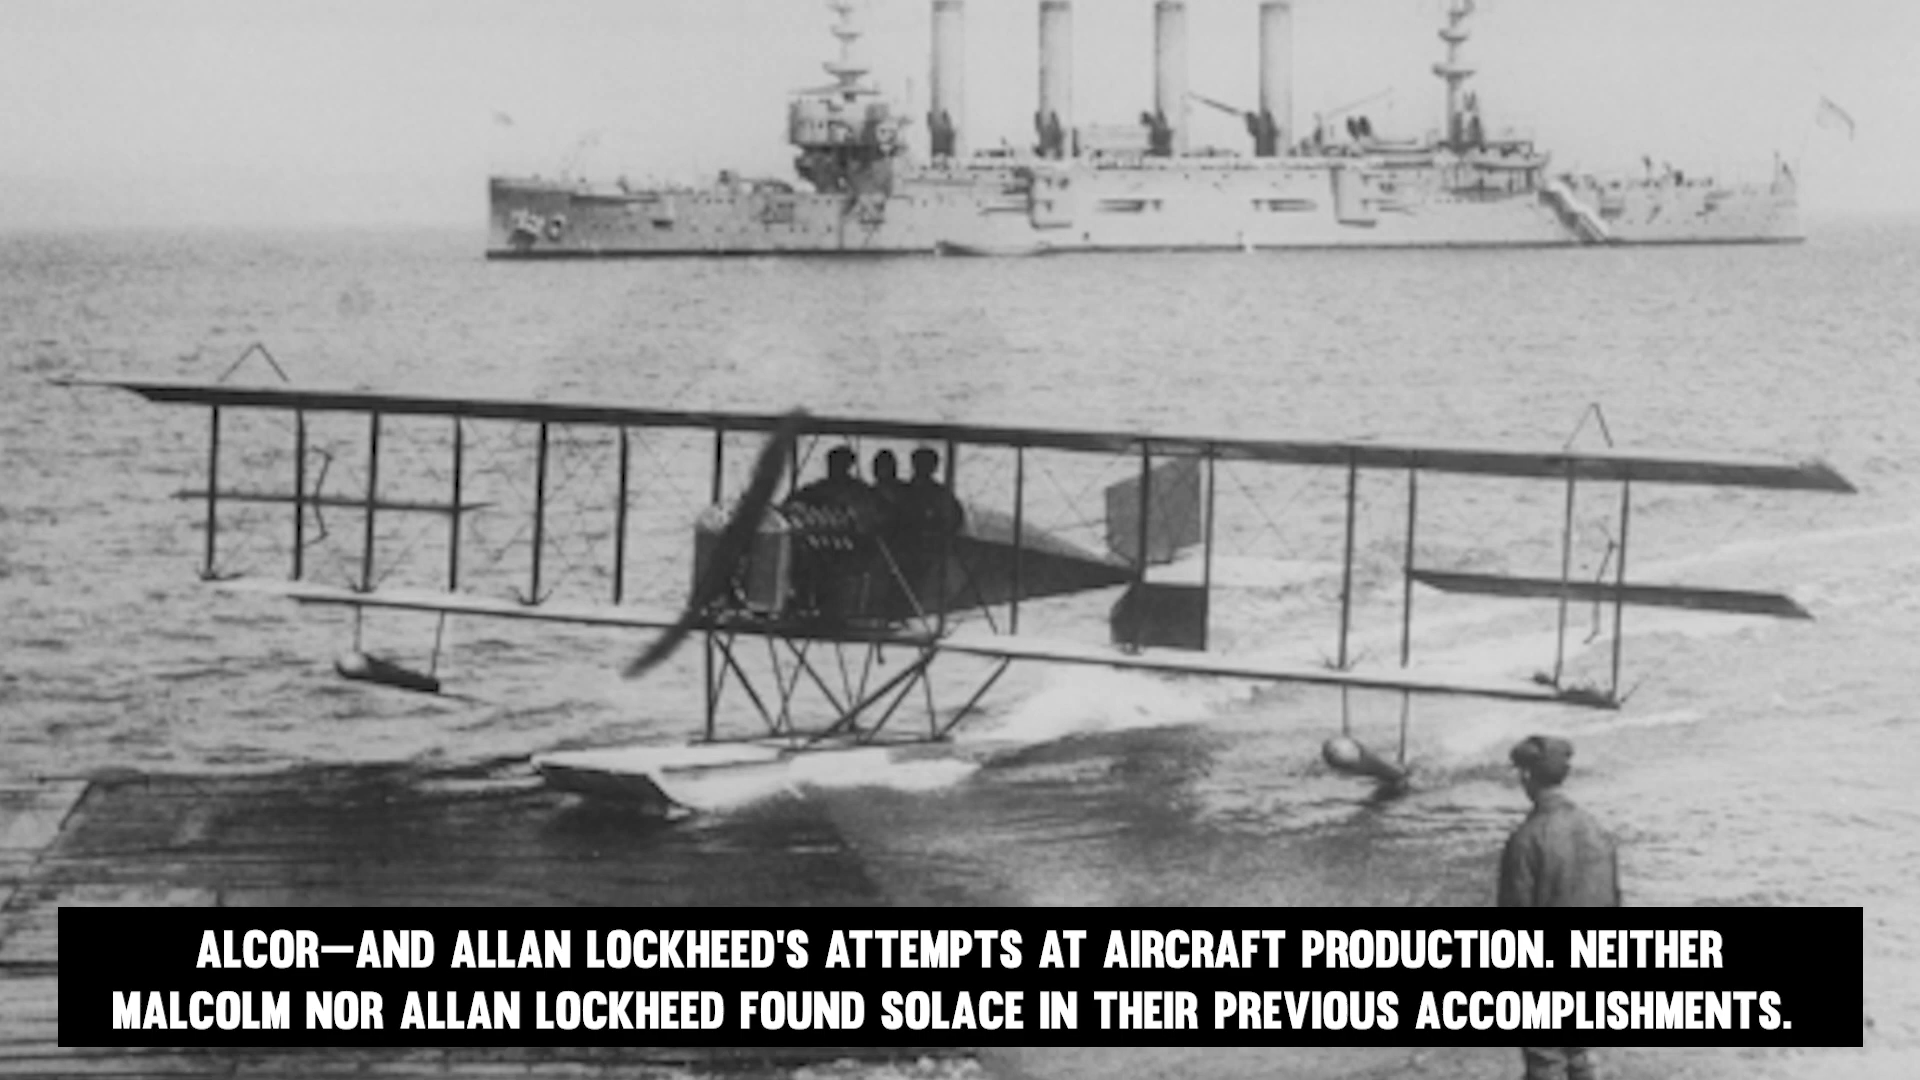 ALCOR—AND ALLAN LOCKHEED'S ATTEMPTS AT AIRCRAFT PRODUCTION. NEITHER
MALCOLM NOR ALLAN LOCKHEED FOUND SOLACE IN THEIR PREVIOUS ACCOMPLISHMENTS.